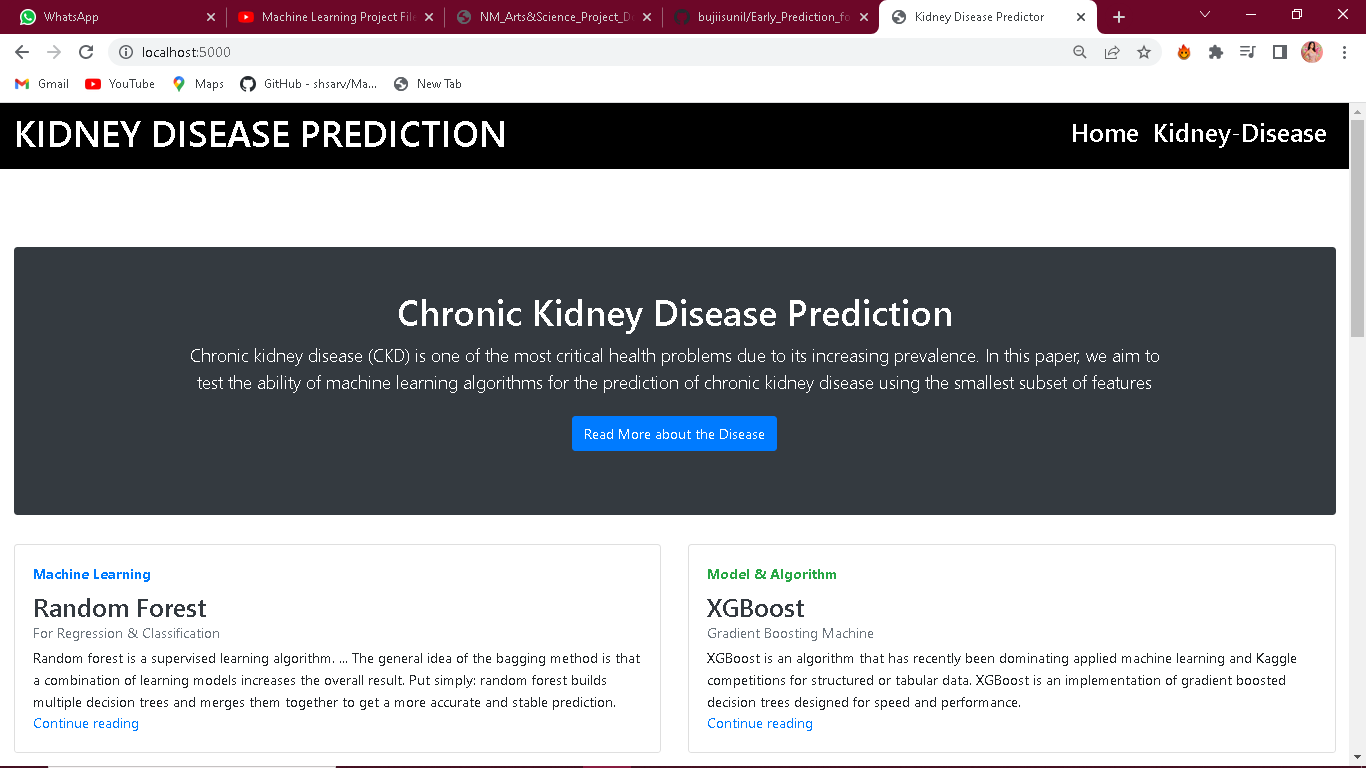 WhatsApp
Machine Learning Project File
NM_Arts&Science_Project_D
bujiisunil/Early_Prediction_fo
Kidney Disease Predictor
localhost:5000
Gmail
YouTube
Maps
GitHub - shsarv/Ma...
New Tab
KIDNEY DISEASE PREDICTION
Home Kidney-Disease
Chronic Kidney Disease Prediction
Chronic kidney disease (CKD) is one of the most critical health problems due to its increasing prevalence. In this paper, we aim to
test the ability of machine learning algorithms for the prediction of chronic kidney disease using the smallest subset of features
Read More about the Disease
Machine Learning
Random Forest
For Regression & Classification
Random forest is a supervised learning algorithm. ... The general idea of the bagging method is that
a combination of learning models increases the overall result. Put simply: random forest builds
multiple decision trees and merges them together to get a more accurate and stable prediction.
Continue reading
Model & Algorithm
XGBoost
Gradient Boosting Machine
XGBoost is an algorithm that has recently been dominating applied machine learning and Kaggle
competitions for structured or tabular data. XGBoost is an implementation of gradient boosted
decision trees designed for speed and performance.
Continue reading